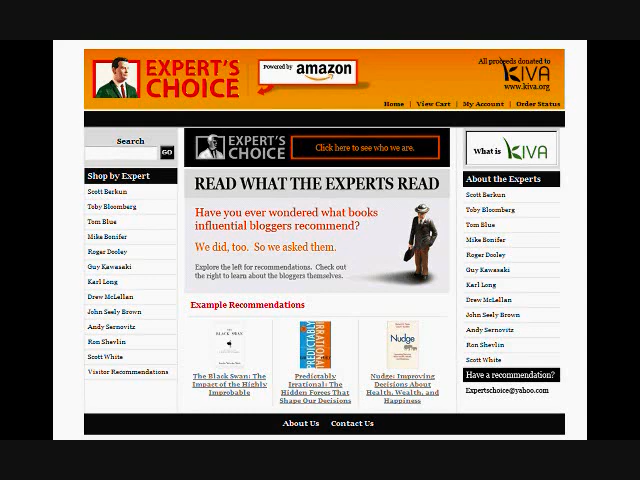 EXPERT'S
CHOICE
Powered by amazon
All proceeds donated to
KIVA
www.kiva.org
Home | View Cart | My Account | Order Status
Search
GO
Shop by Expert
Scott Berkun
Toby Bloomberg
Tom Blue
Mike Bonifer
Roger Dooley
Guy Kawasaki
Karl Long
Drew McLellan
John Seely Brown
Andy Sernovitz
Ron Shevlin
Scott White
Visitor Recommendations
EXPERT'S
CHOICE
Click here to see who we are.
READ WHAT THE EXPERTS READ
Have you ever wondered what books
influential bloggers recommend?
We did, too. So we asked them.
Explore the left for recommendations. Check out
the right to learn about the bloggers themselves.
Example Recommendations
THE
BLACK SWAN
PREDICTABLY
IRRATIONAL
Nudge
The Black Swan: The
Impact of the Highly
Improbable
Predictably
Irrational: The
Hidden Forces That
Shape Our Decisions
Nudge: Improving
Decisions About
Health, Wealth, and
Happiness
What is KIVA
About the Experts
Scott Berkun
Toby Bloomberg
Tom Blue
Mike Bonifer
Roger Dooley
Guy Kawasaki
Karl Long
Drew McLellan
John Seely Brown
Andy Sernovitz
Ron Shevlin
Scott White
Have a recommendation?
Expertschoice@yahoo.com
About Us Contact Us